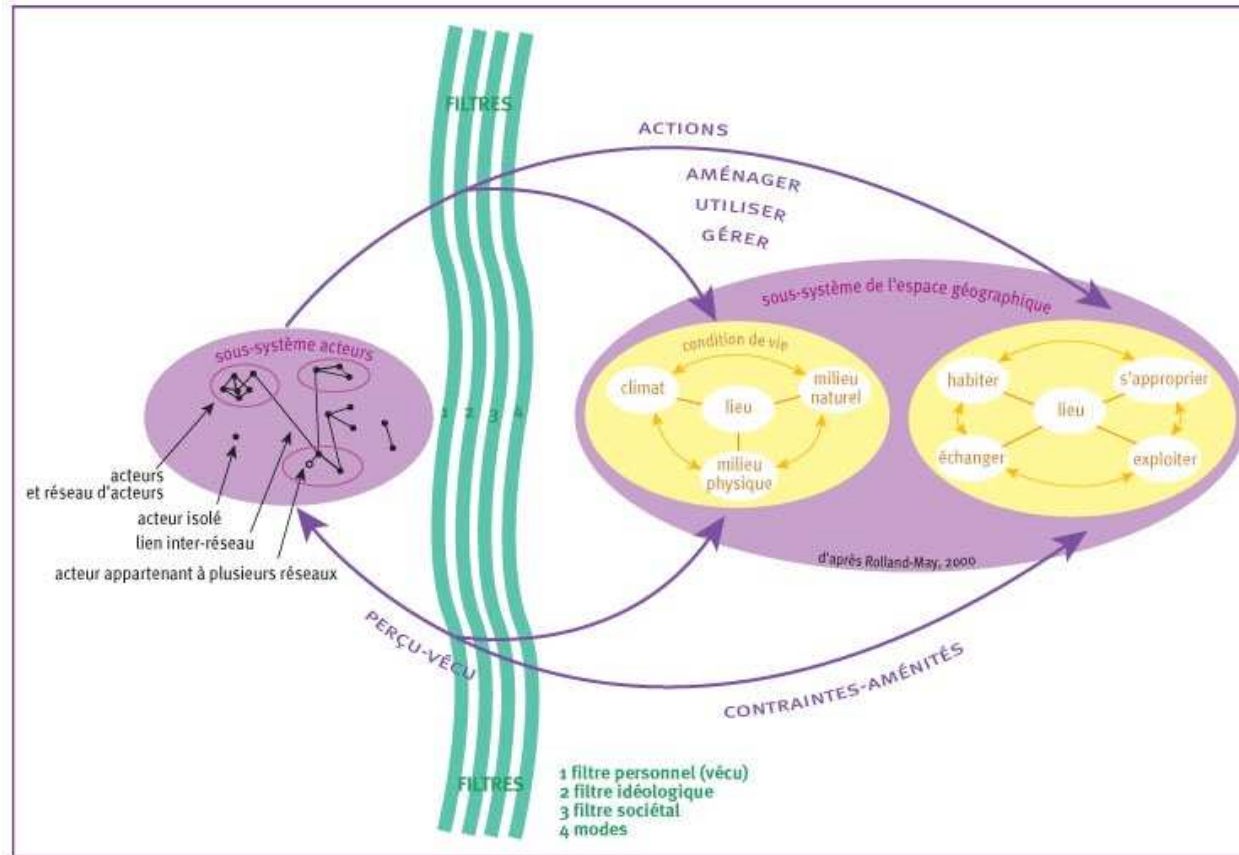 FILTRES
ACTIONS
AMÉNAGER
UTILISER
GÉRER
sous-système de l'espace géographique
sous-système acteurs
condition de vie
climat
milieu
naturel
lieu
milieu
physique
habiter
s'approprier
lieu
échanger
exploiter
1 2 3 4
acteurs
et réseau d'acteurs
acteur isolé
lien inter-réseau
acteur appartenant à plusieurs réseaux
d'après Rolland-May, 2000
PERÇU-VÉCU
CONTRAINTES-AMÉNITÉS
FILTRES
1 filtre personnel (vécu)
2 filtre idéologique
3 filtre sociétal
4 modes